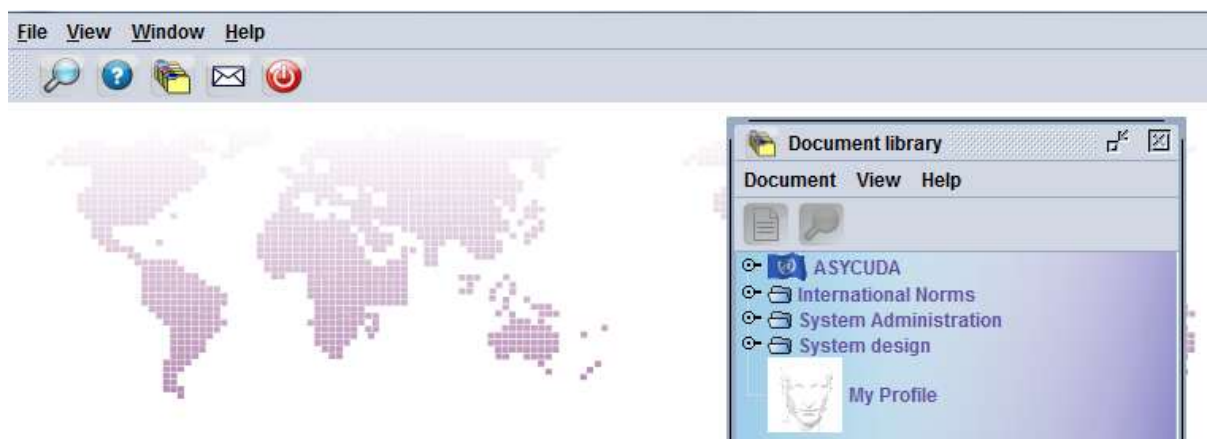 File View Window Help
Document library
Document View Help
ASYCUDA
International Norms
System Administration
System design
My Profile